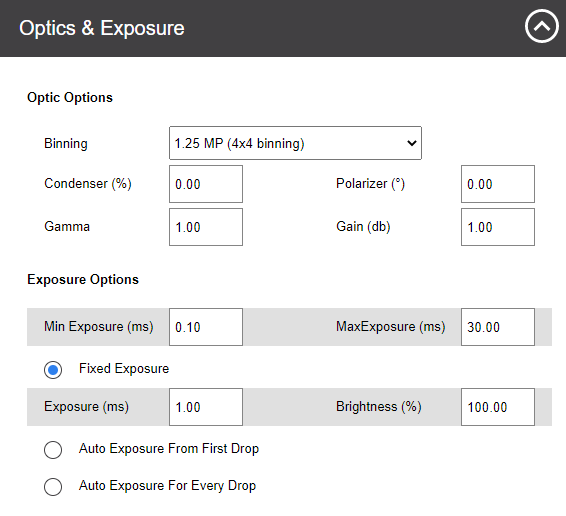 Optics & Exposure
Optic Options
Binning 1.25 MP (4x4 binning)
Condenser (%) 0.00 Polarizer (°) 0.00
Gamma 1.00 Gain (db) 1.00
Exposure Options
Min Exposure (ms) 0.10 MaxExposure (ms) 30.00
Fixed Exposure
Exposure (ms) 1.00 Brightness (%) 100.00
Auto Exposure From First Drop
Auto Exposure For Every Drop